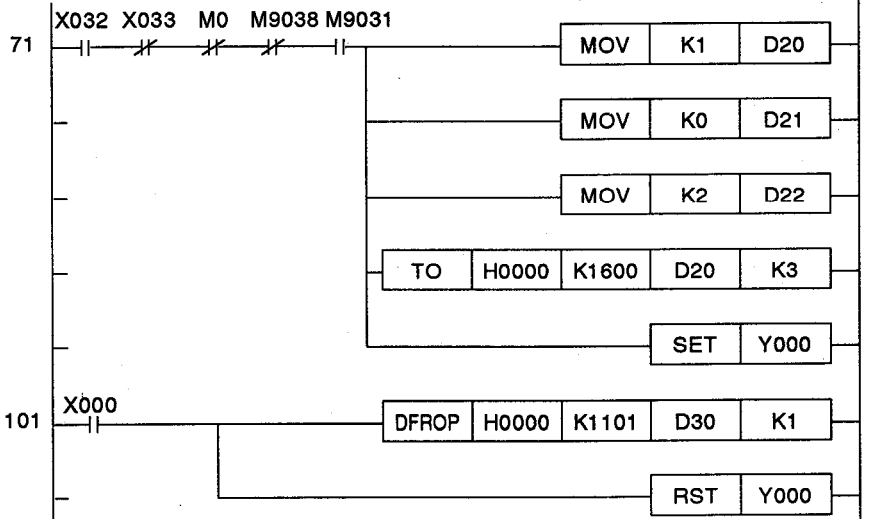 X032 X033 M0 M9038 M9031
71 MOV K1 D20
MOV K0 D21
MOV K2 D22
TO H0000 K1600 D20 K3
SET Y000
X000
101 DFROP H0000 K1101 D30 K1
RST Y000